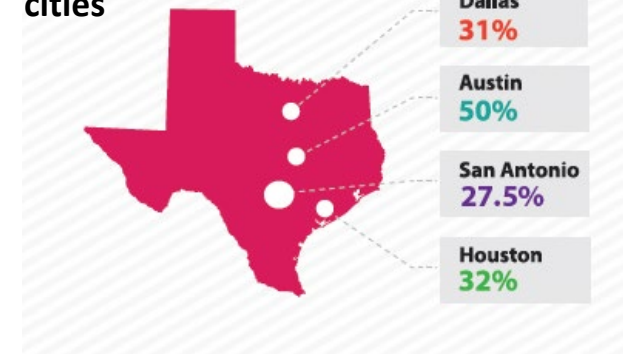 cities
Dallas
31%
Austin
50%
San Antonio
27.5%
Houston
32%